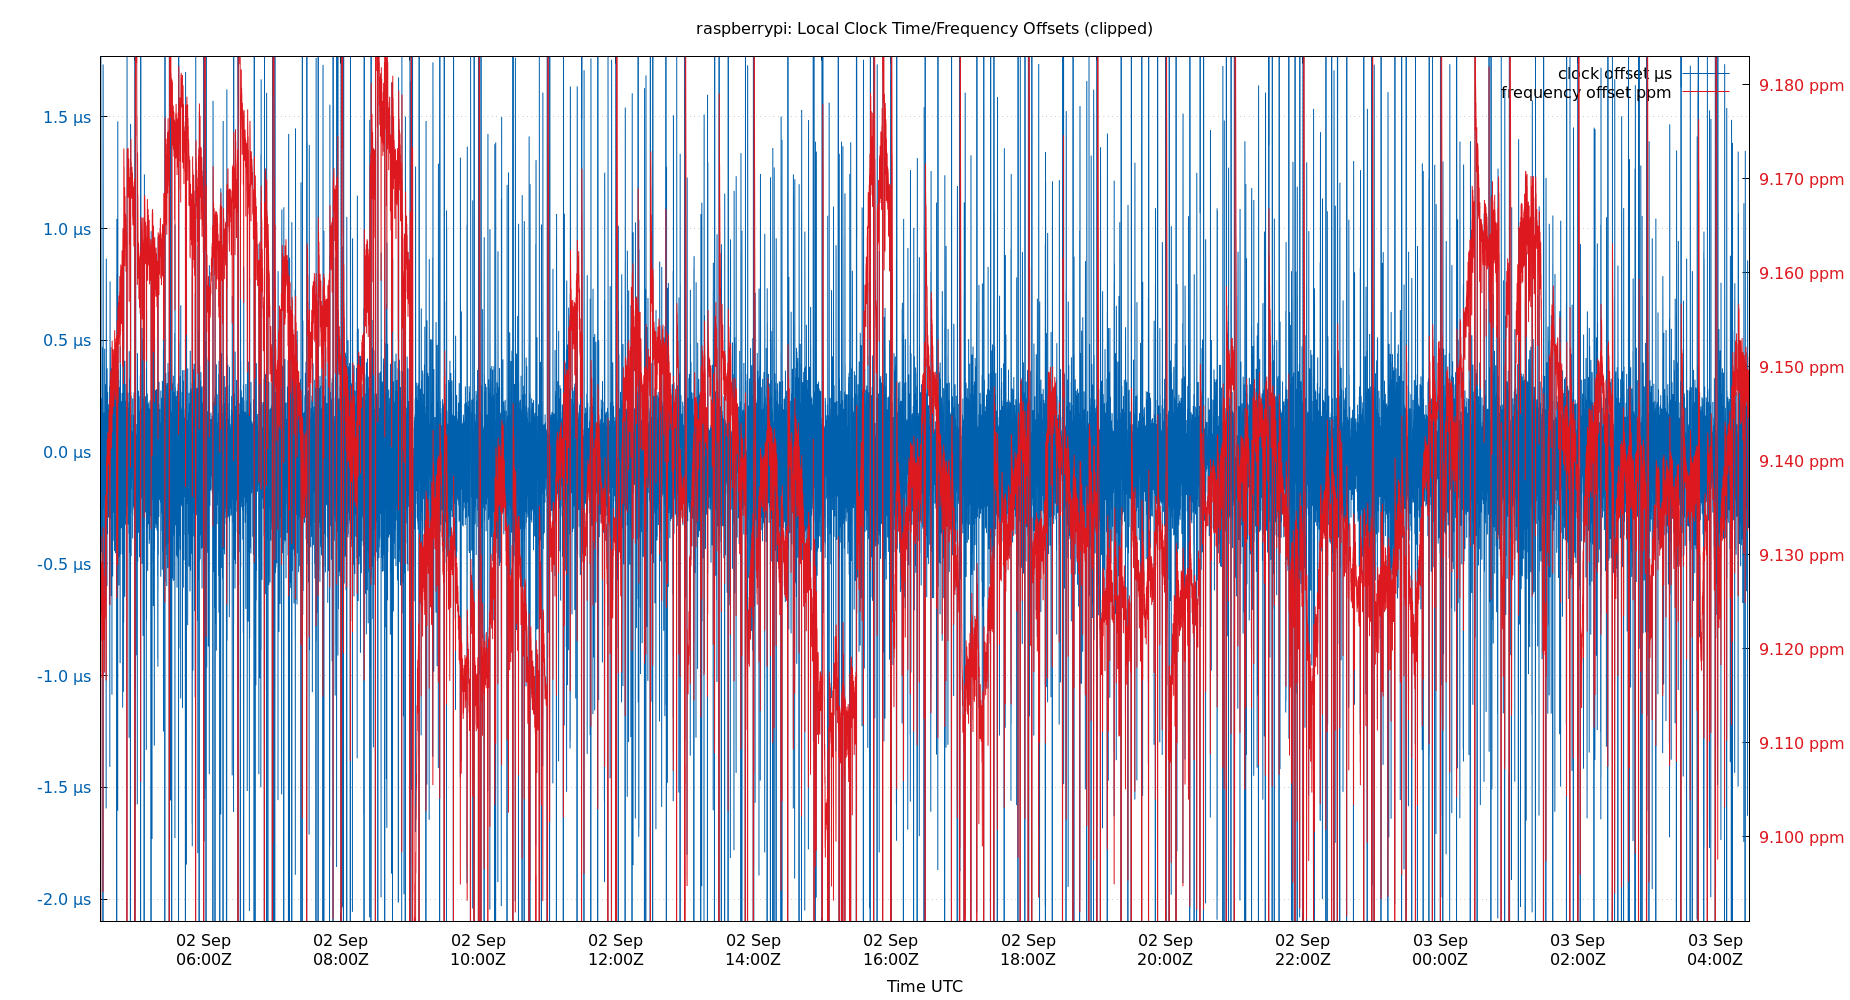 raspberrypi: Local Clock Time/Frequency Offsets (clipped)
clock offset µs
frequency offset ppm
1.5 µs
1.0 µs
0.5 µs
0.0 µs
-0.5 µs
-1.0 µs
-1.5 µs
-2.0 µs
9.180 ppm
9.170 ppm
9.160 ppm
9.150 ppm
9.140 ppm
9.130 ppm
9.120 ppm
9.110 ppm
9.100 ppm
02 Sep 02 Sep 02 Sep 02 Sep 02 Sep 02 Sep 02 Sep 02 Sep 02 Sep 03 Sep 03 Sep 03 Sep
06:00Z 08:00Z 10:00Z 12:00Z 14:00Z 16:00Z 18:00Z 20:00Z 22:00Z 00:00Z 02:00Z 04:00Z
Time UTC